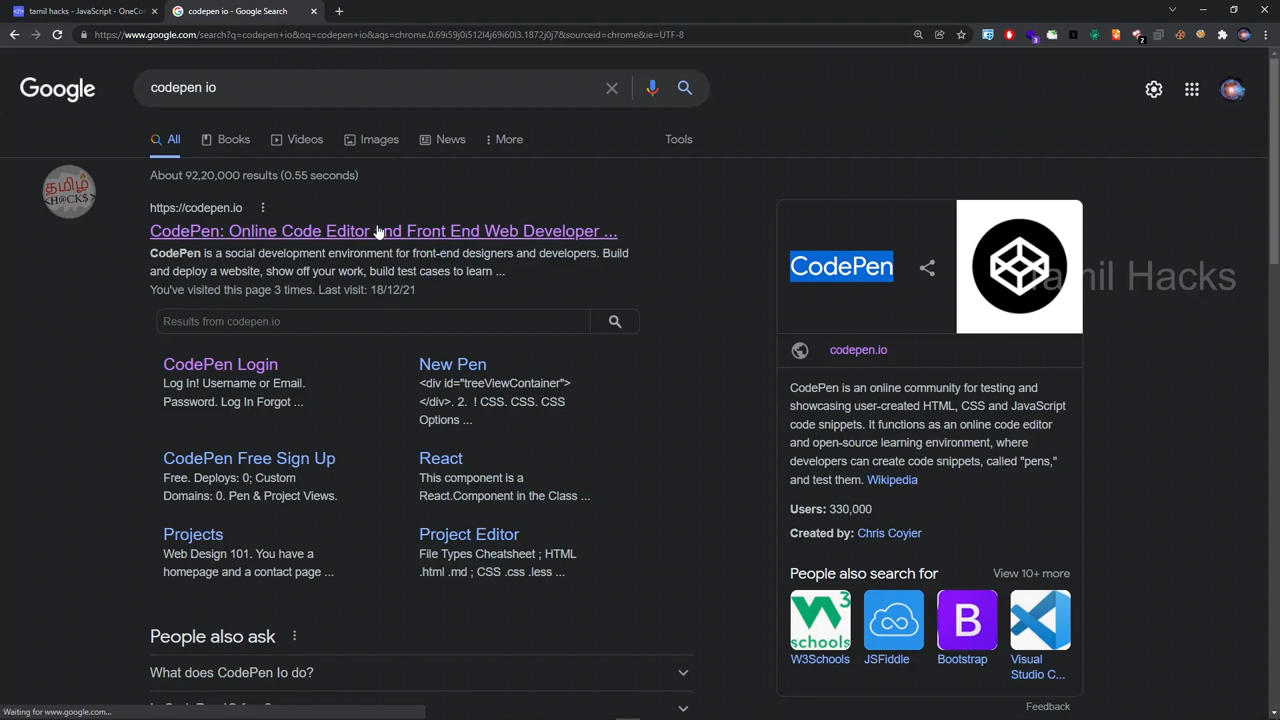 tamil hacks - JavaScript - OneCo
codepen io - Google Search
https://www.google.com/search?q=codepen+io&oq=codepen+io&aqs=chrome.0.69i59j0i512l4j69i60l3.1872j0j7&sourceid=chrome&ie=UTF-8
Google
codepen io
All
Books
Videos
Images
News
More
Tools
About 92,20,000 results (0.55 seconds)
தமிழ்
<H@CK$>
https://codepen.io
CodePen: Online Code Editor and Front End Web Developer ...
CodePen is a social development environment for front-end designers and developers. Build
and deploy a website, show off your work, build test cases to learn ...
You've visited this page 3 times. Last visit: 18/12/21
Results from codepen.io
CodePen Login
Log In! Username or Email.
Password. Log In Forgot ...
New Pen
<div id="treeViewContainer">
</div>. 2. ! CSS. CSS. CSS
Options ...
CodePen Free Sign Up
Free. Deploys: 0; Custom
Domains: 0. Pen & Project Views.
React
This component is a
React.Component in the Class ...
Projects
Web Design 101. You have a
homepage and a contact page ...
Project Editor
File Types Cheatsheet ; HTML
.html .md ; CSS .css .less ...
People also ask
What does CodePen Io do?
CodePen
Tamil Hacks
codepen.io
CodePen is an online community for testing and
showcasing user-created HTML, CSS and JavaScript
code snippets. It functions as an online code editor
and open-source learning environment, where
developers can create code snippets, called "pens,"
and test them. Wikipedia
Users: 330,000
Created by: Chris Coyier
People also search for
View 10+ more
W3Schools
JSFiddle
Bootstrap
Visual
Studio C...
Feedback
Waiting for www.google.com...